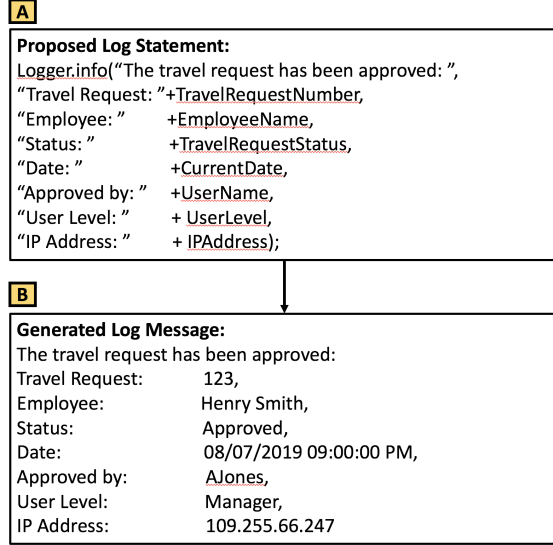 A
Proposed Log Statement:
Logger.info(“The travel request has been approved: ”,
“Travel Request: ”+TravelRequestNumber,
“Employee: ” +EmployeeName,
“Status: ” +TravelRequestStatus,
“Date: ” +CurrentDate,
“Approved by: ” +UserName,
“User Level: ” + UserLevel,
“IP Address: ” + IPAddress);
B
Generated Log Message:
The travel request has been approved:
Travel Request: 123,
Employee: Henry Smith,
Status: Approved,
Date: 08/07/2019 09:00:00 PM,
Approved by: AJones,
User Level: Manager,
IP Address: 109.255.66.247